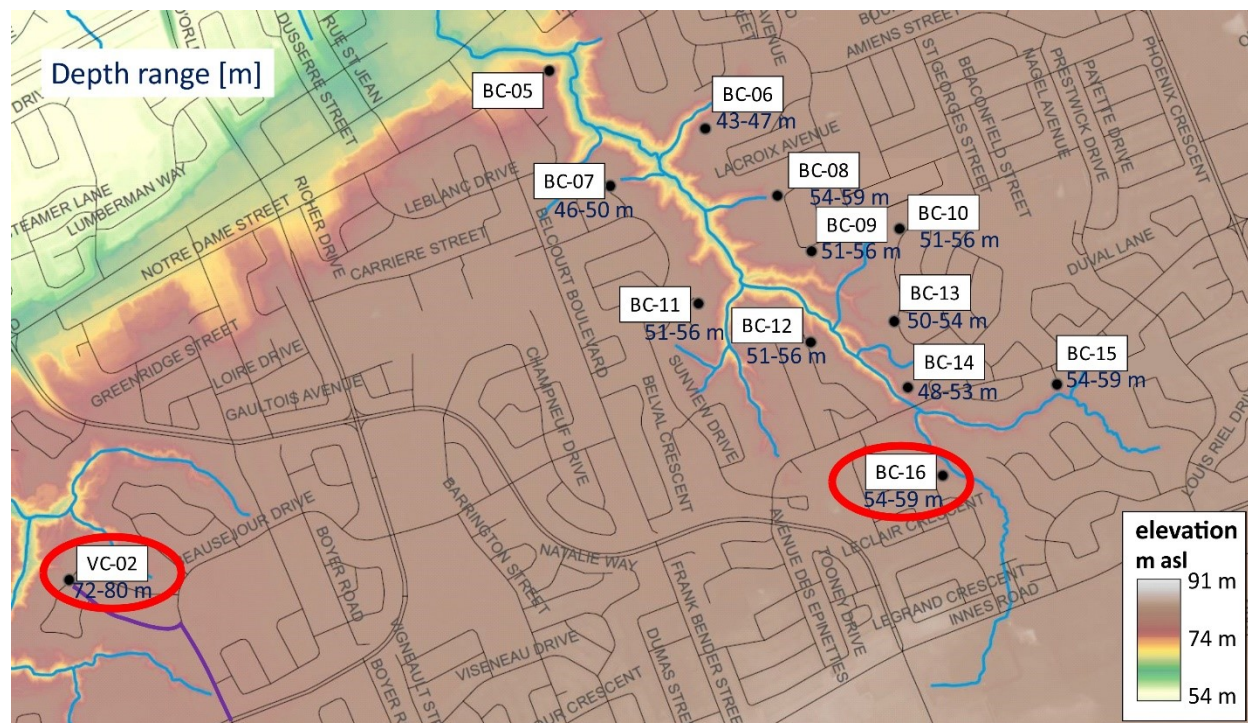 Depth range [m]
D'ORL
DUSSERRE STREET
RUE ST JEAN
DRIVE
STEAMER LANE
LUMBERMAN WAY
NOTRE DAME STREET
RICHER DRIVE
LEBLANC DRIVE
CARRIERE STREET
GREENRIDGE STREET
LOIRE DRIVE
GAULTOIS AVENUE
BC-05
AVENUE
AMIENS STREET
BC-06
43-47 m
LACROIX AVENUE
ST GEORGES STREET
BEACONFIELD STREET
NAGEL AVENUE
PRESTWICK DRIVE
PAYETTE DRIVE
PHOENIX CRESCENT
BC-07
46-50 m
BC-08
54-59 m
BC-09
51-56 m
BC-10
51-56 m
DUVAL LANE
BELCOURT BOULEVARD
BC-11
51-56 m
BC-12
51-56 m
BC-13
50-54 m
BC-14
48-53 m
BC-15
54-59 m
CHAMPNEUF DRIVE
BELVAL CRESCENT
SUNVIEW DRIVE
LOUIS RIEL DRIVE
BC-16
54-59 m
LECLAIR CRESCENT
VC-02
72-80 m
EAUSEJOUR DRIVE
BOYER ROAD
BARRINGTON STREET
NATALIE WAY
AVENUE DES EPINETTES
TOONEY DRIVE
LEGRAND CRESCENT
INNES ROAD
FRANK BENDER STREET
DUMAS STREET
VISENEAU DRIVE
VIGNEAULT STREET
BOYER R
OUR CRESCENT
elevation
m asl
91 m
74 m
54 m